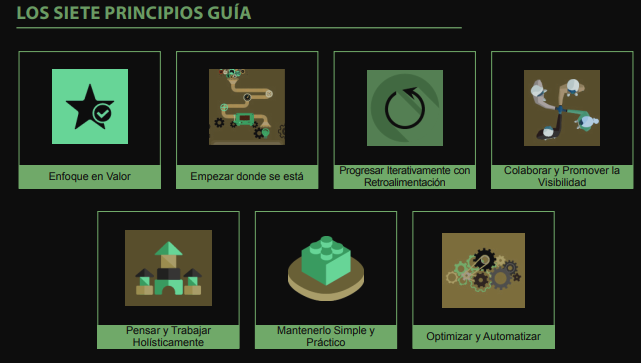 LOS SIETE PRINCIPIOS GUÍA
Enfoque en Valor
Empezar donde se está
Progresar Iterativamente con
Retroalimentación
Colaborar y Promover la
Visibilidad
Pensar y Trabajar
Holísticamente
Mantenerlo Simple y
Práctico
Optimizar y Automatizar